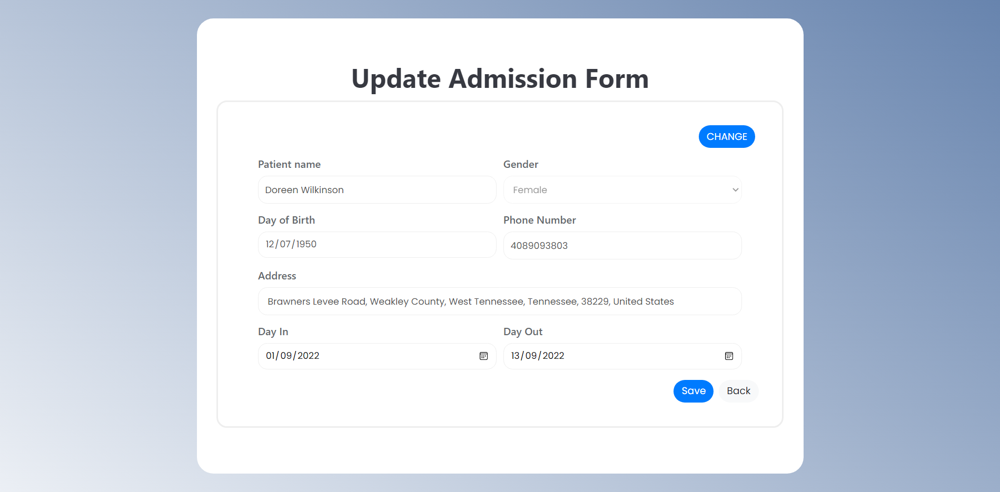 Update Admission Form
CHANGE
Patient name
Gender
Doreen Wilkinson
Female
Day of Birth
Phone Number
12/07/1950
4089093803
Address
Brawners Levee Road, Weakley County, West Tennessee, Tennessee, 38229, United States
Day In
Day Out
01/09/2022
13/09/2022
Save
Back